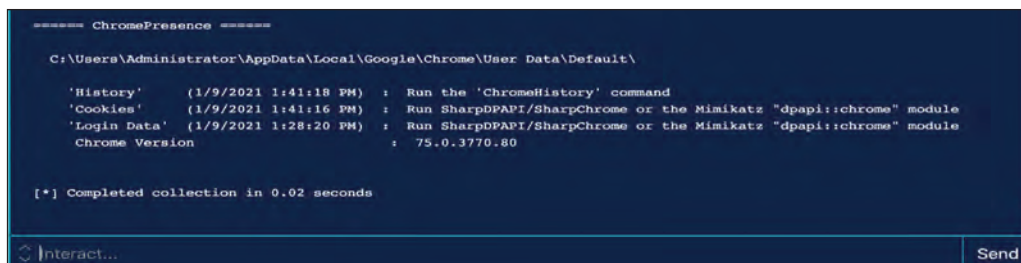 ====== ChromePresence ======
C:\Users\Administrator\AppData\Local\Google\Chrome\User Data\Default\
'History' (1/9/2021 1:41:18 PM) : Run the 'ChromeHistory' command
'Cookies' (1/9/2021 1:41:16 PM) : Run SharpDPAPI/SharpChrome or the Mimikatz "dpapi::chrome" module
'Login Data' (1/9/2021 1:28:20 PM) : Run SharpDPAPI/SharpChrome or the Mimikatz "dpapi::chrome" module
Chrome Version : 75.0.3770.80
[*] Completed collection in 0.02 seconds
Interact... Send